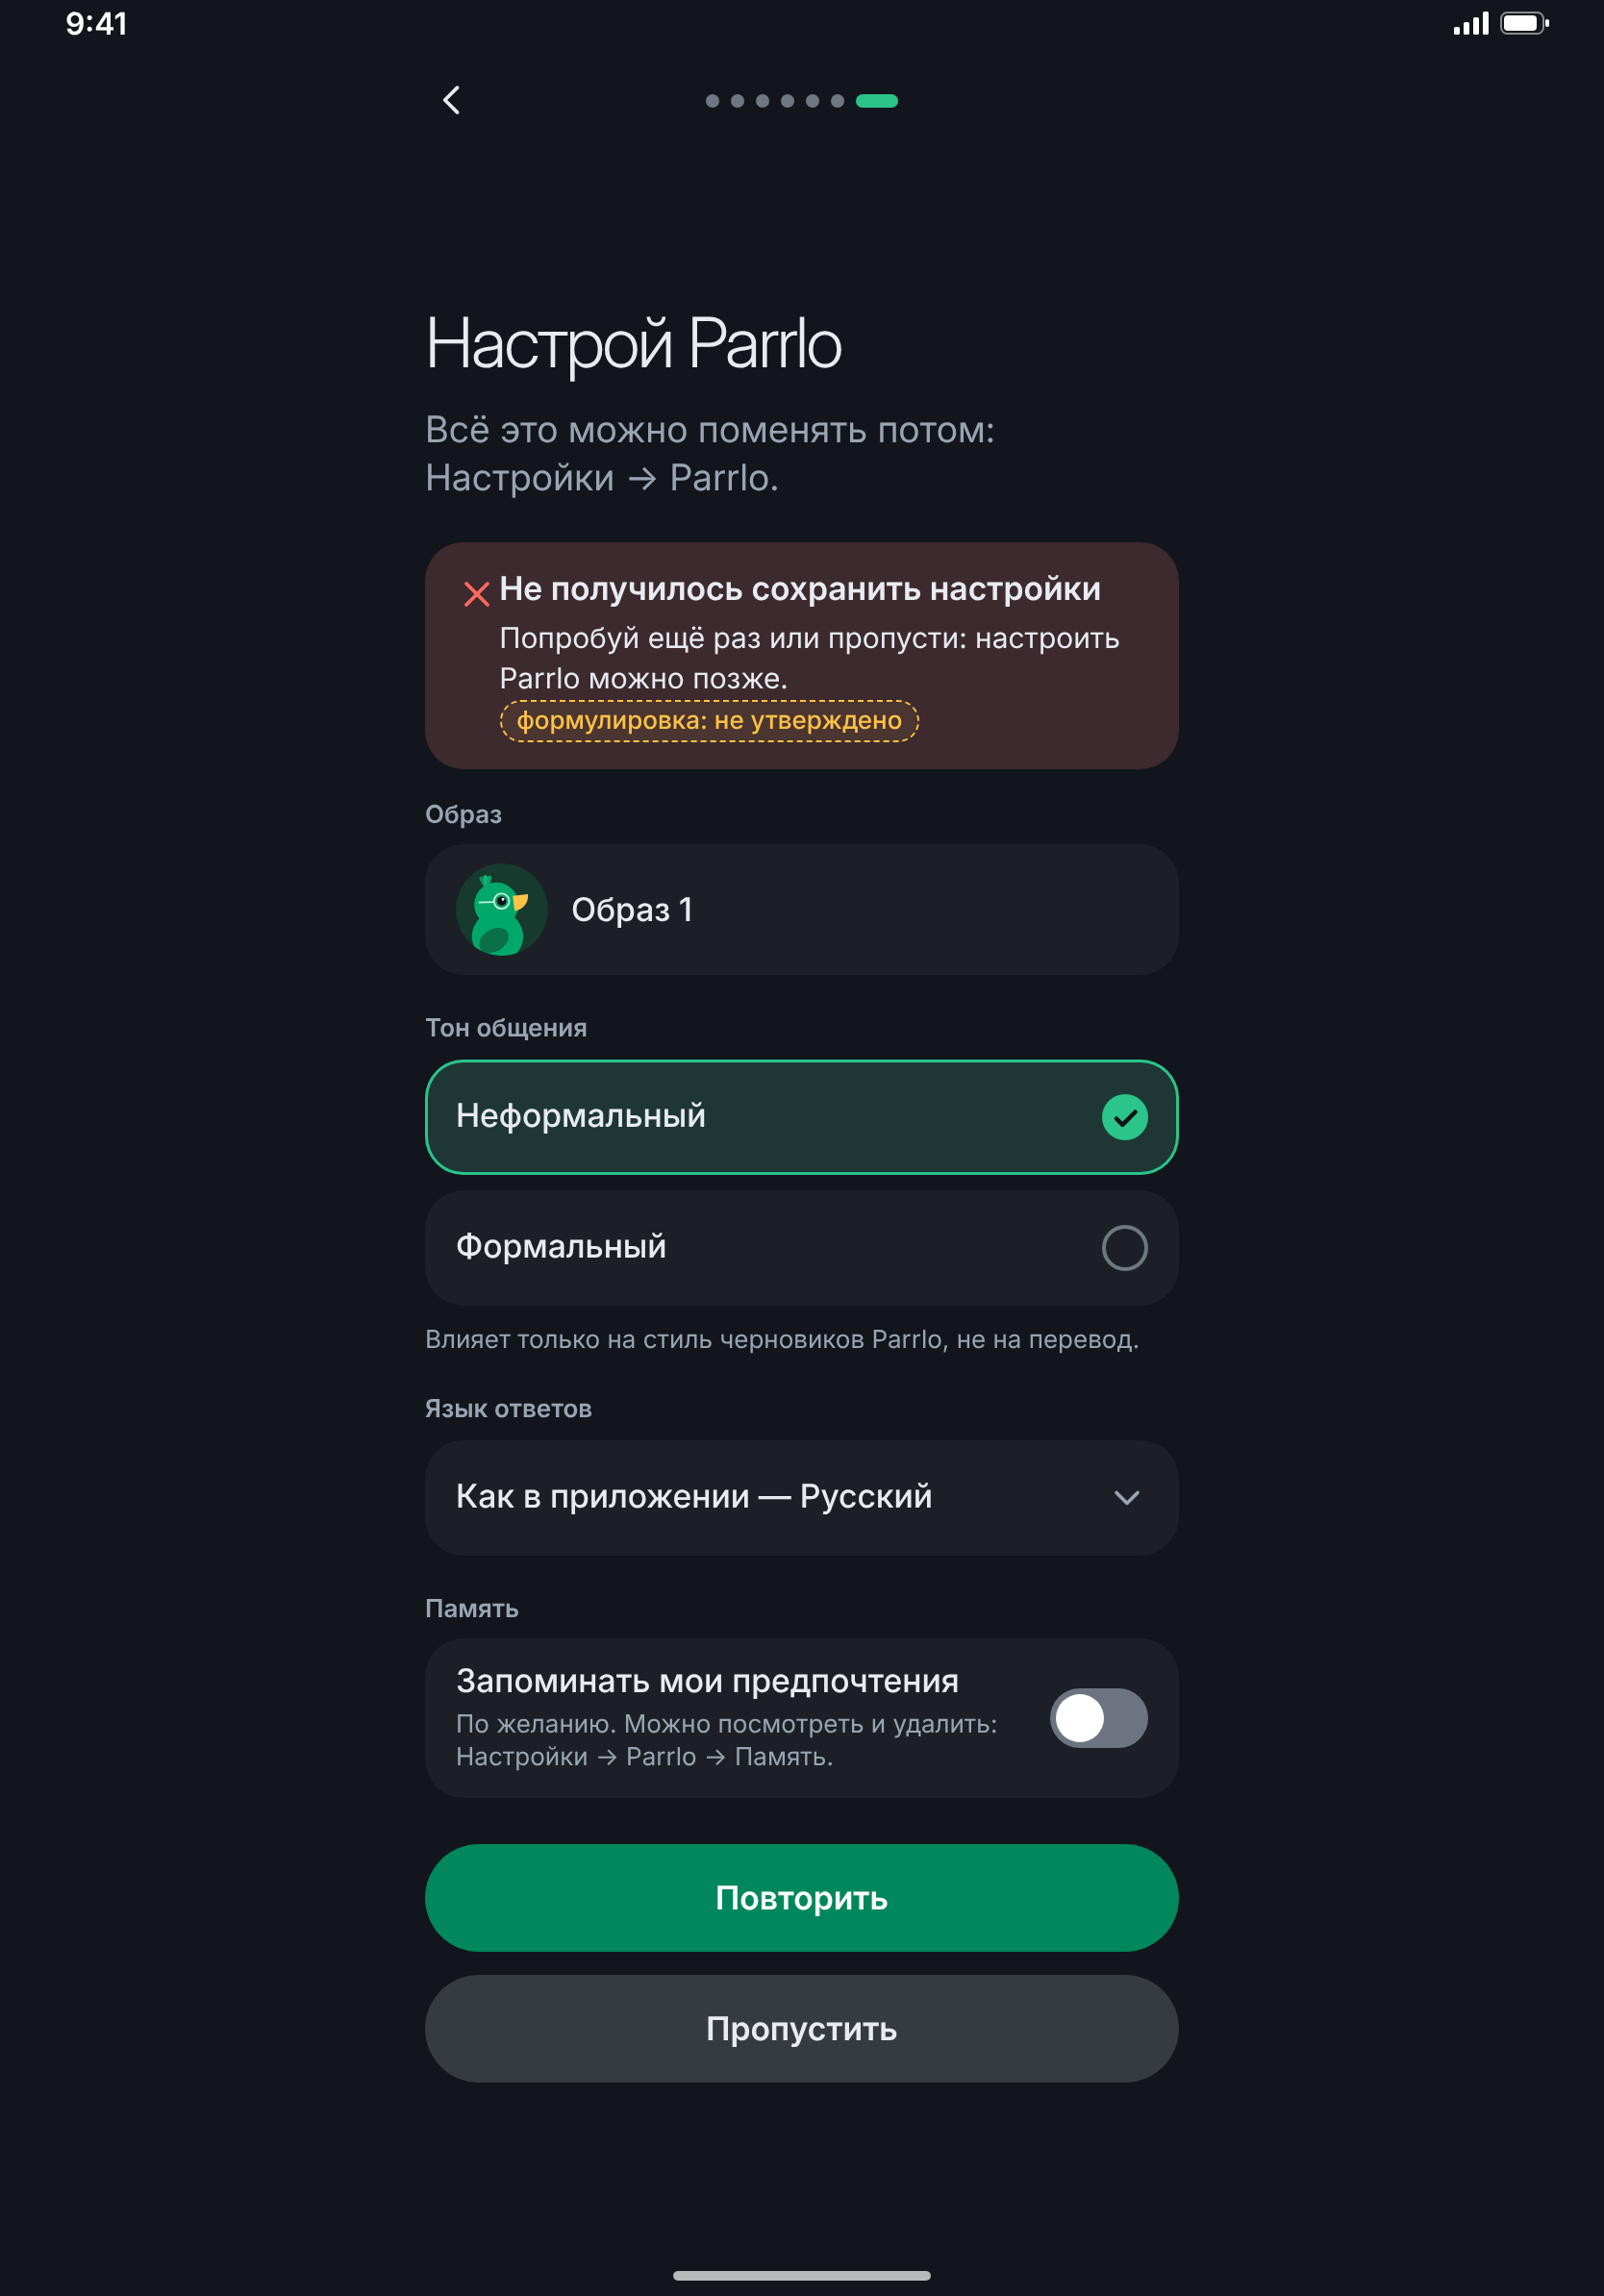 9:41
Настрой Parrlo
Всё это можно поменять потом:
Настройки → Parrlo.
Не получилось сохранить настройки
Попробуй ещё раз или пропусти: настроить
Parrlo можно позже.
формулировка: не утверждено
Образ
Образ 1
Тон общения
Неформальный
Формальный
Влияет только на стиль черновиков Parrlo, не на перевод.
Язык ответов
Как в приложении — Русский
Память
Запоминать мои предпочтения
По желанию. Можно посмотреть и удалить:
Настройки → Parrlo → Память.
Повторить
Пропустить